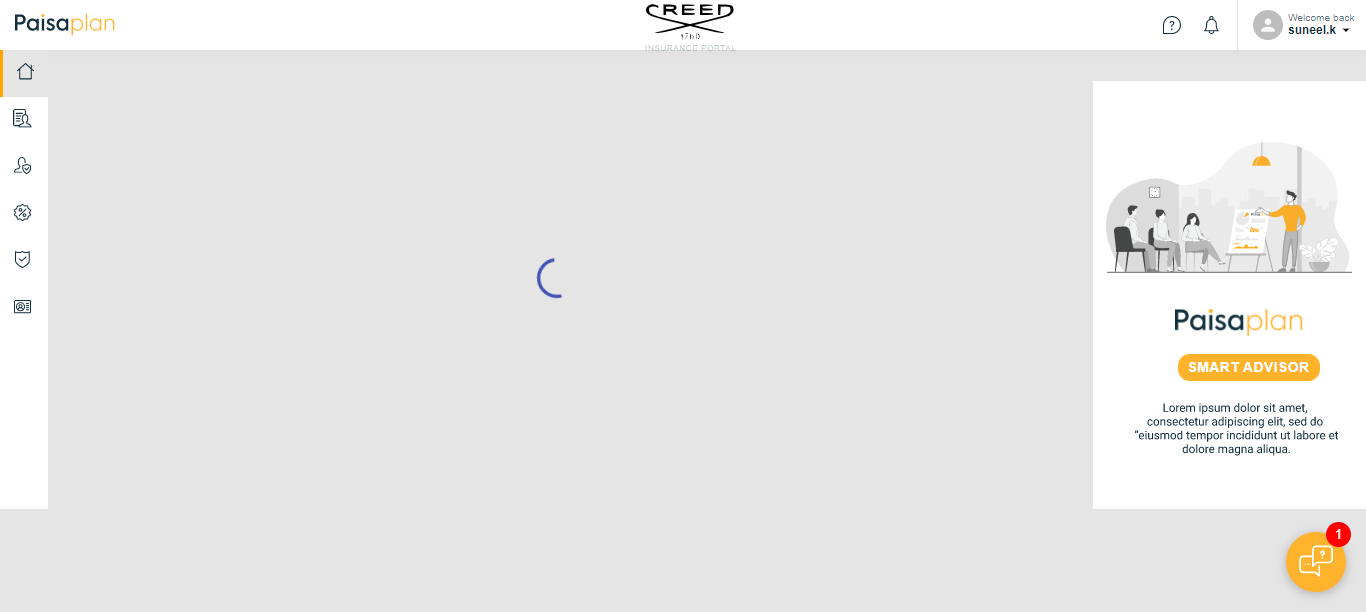 Paisaplan
CREED
1760
INSURANCE PORTAL
?
Welcome back
suneel.k
%
Paisaplan
SMART ADVISOR
Lorem ipsum dolor sit amet,
consectetur adipiscing elit, sed do
"eiusmod tempor incididunt ut labore et
dolore magna aliqua.
1
?